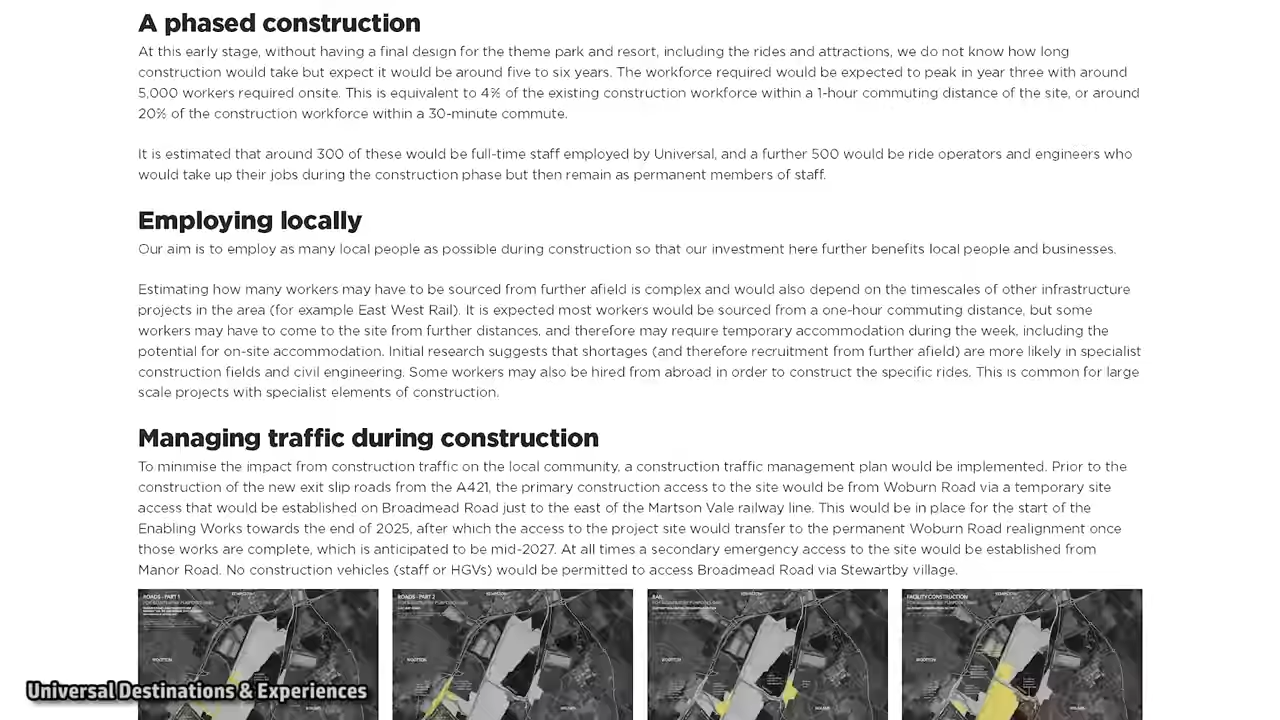 A phased construction
At this early stage, without having a final design for the theme park and resort, including the rides and attractions, we do not know how long
construction would take but expect it would be around five to six years. The workforce required would be expected to peak in year three with around
5,000 workers required onsite. This is equivalent to 4% of the existing construction workforce within a 1-hour commuting distance of the site, or around
20% of the construction workforce within a 30-minute commute.
It is estimated that around 300 of these would be full-time staff employed by Universal, and a further 500 would be ride operators and engineers who
would take up their jobs during the construction phase but then remain as permanent members of staff.
Employing locally
Our aim is to employ as many local people as possible during construction so that our investment here further benefits local people and businesses.
Estimating how many workers may have to be sourced from further afield is complex and would also depend on the timescales of other infrastructure
projects in the area (for example East West Rail). It is expected most workers would be sourced from a one-hour commuting distance, but some
workers may have to come to the site from further distances, and therefore may require temporary accommodation during the week, including the
potential for on-site accommodation. Initial research suggests that shortages (and therefore recruitment from further afield) are more likely in specialist
construction fields and civil engineering. Some workers may also be hired from abroad in order to construct the specific rides. This is common for large
scale projects with specialist elements of construction.
Managing traffic during construction
To minimise the impact from construction traffic on the local community, a construction traffic management plan would be implemented. Prior to the
construction of the new exit slip roads from the A421, the primary construction access to the site would be from Woburn Road via a temporary site
access that would be established on Broadmead Road just to the east of the Martson Vale railway line. This would be in place for the start of the
Enabling Works towards the end of 2025, after which the access to the project site would transfer to the permanent Woburn Road realignment once
those works are complete, which is anticipated to be mid-2027. At all times a secondary emergency access to the site would be established from
Manor Road. No construction vehicles (staff or HGVs) would be permitted to access Broadmead Road via Stewartby village.
ROADS - PART 1
ROADS - PART 2
RAIL
FACILITY CONSTRUCTION
Universal Destinations & Experiences